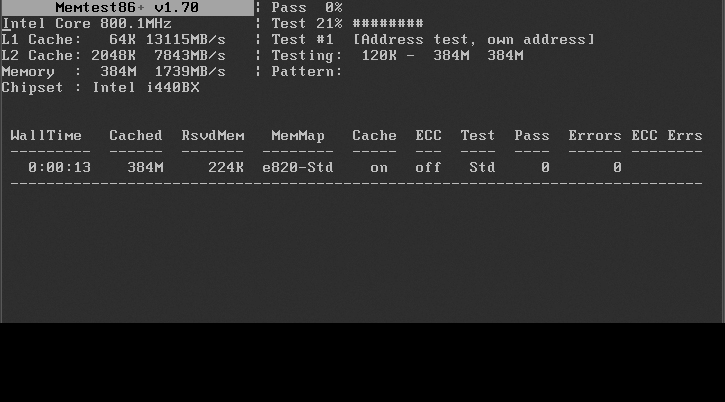 Memtest86+ v1.70 | Pass 0%
Intel Core 800.1MHz | Test 21% ########
L1 Cache: 64K 13115MB/s | Test #1 [Address test, own address]
L2 Cache: 2048K 7843MB/s | Testing: 120K - 384M 384M
Memory : 384M 1739MB/s | Pattern:
Chipset : Intel i440BX
WallTime Cached RsvdMem MemMap Cache ECC Test Pass Errors ECC Errs
-------- ------ ------- -------- ----- --- ---- ---- ------ --------
0:00:13 384M 224K e820-Std on off Std 0 0
-----------------------------------------------------------------------------